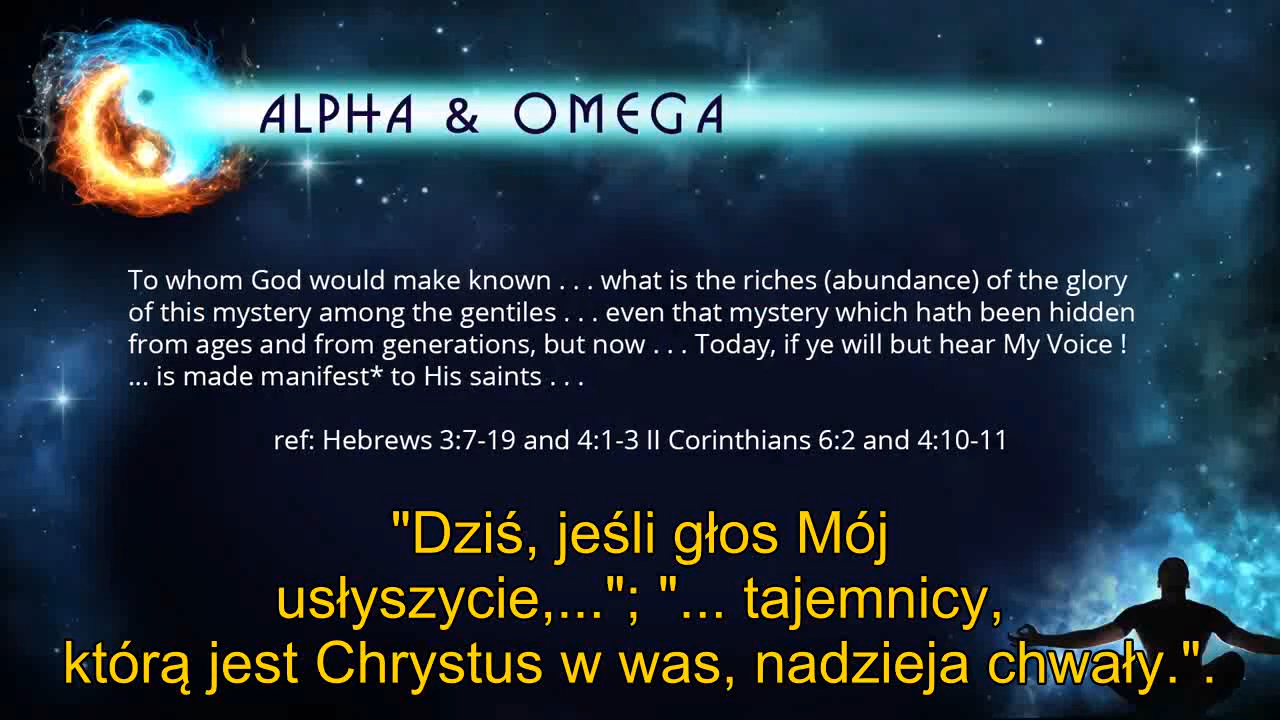 ALPHA & OMEGA
To whom God would make known . . . what is the riches (abundance) of the glory
of this mystery among the gentiles . . . even that mystery which hath been hidden
from ages and from generations, but now . . . Today, if ye will but hear My Voice !
... is made manifest* to His saints . . .
ref: Hebrews 3:7-19 and 4:1-3 II Corinthians 6:2 and 4:10-11
"Dziś, jeśli głos Mój
usłyszycie,..."; "... tajemnicy,
którą jest Chrystus w was, nadzieja chwały.".